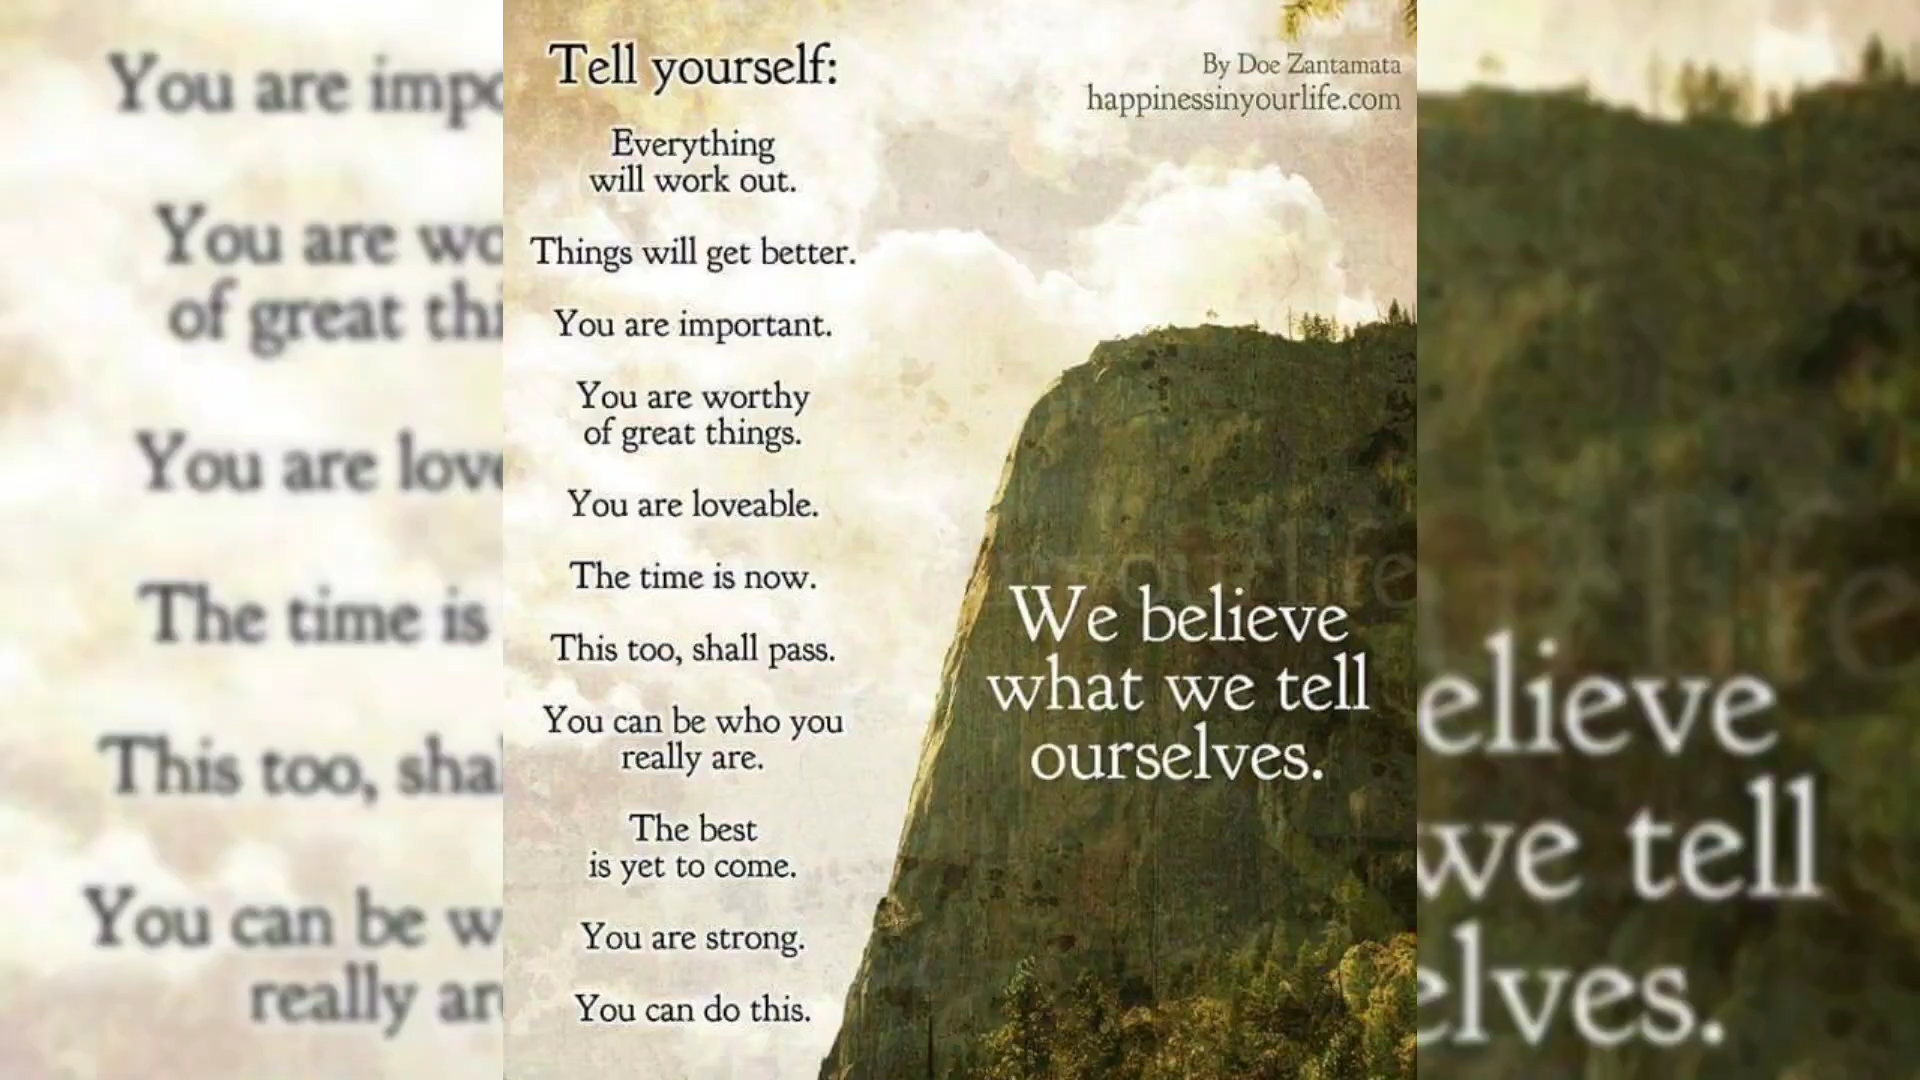 Tell yourself:
By Doe Zantamata
happinessinyourlife.com
Everything
will work out.
Things will get better.
You are important.
You are worthy
of great things.
You are loveable.
The time is now.
This too, shall pass.
You can be who you
really are.
The best
is yet to come.
You are strong.
You can do this.
We believe
what we tell
ourselves.